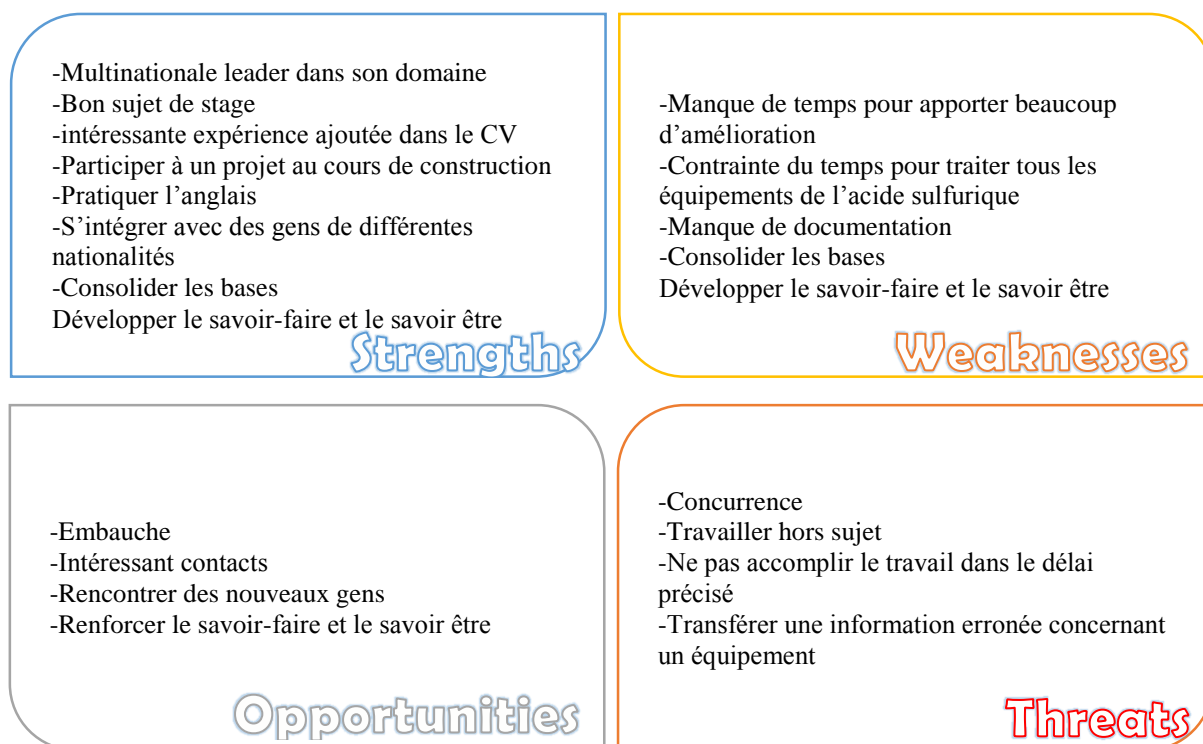 -Multinationale leader dans son domaine
-Bon sujet de stage
-intéressante expérience ajoutée dans le CV
-Participer à un projet au cours de construction
-Pratiquer l'anglais
-S'intégrer avec des gens de différentes
nationalités
-Consolider les bases
Développer le savoir-faire et le savoir être
Strengths
-Manque de temps pour apporter beaucoup
d'amélioration
-Contrainte du temps pour traiter tous les
équipements de l'acide sulfurique
-Manque de documentation
-Consolider les bases
Développer le savoir-faire et le savoir être
Weaknesses
-Embauche
-Intéressant contacts
-Rencontrer des nouveaux gens
-Renforcer le savoir-faire et le savoir être
Opportunities
-Concurrence
-Travailler hors sujet
-Ne pas accomplir le travail dans le délai
précisé
-Transférer une information erronée concernant
un équipement
Threats